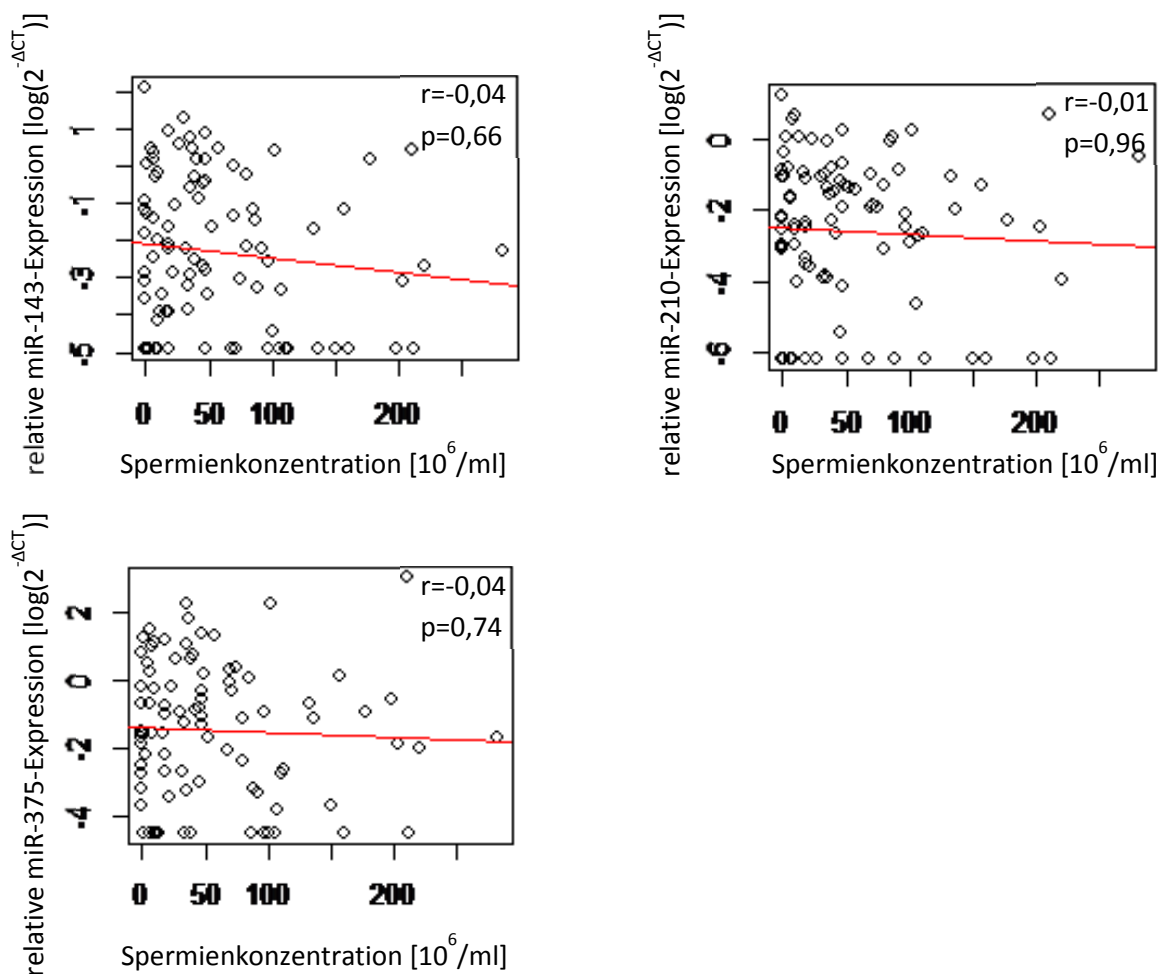 relative miR-143-Expression [log(2^-ΔCT)]
r=-0,04
p=0,66
1
-1
-3
-5
0 50 100 200
Spermienkonzentration [10^6/ml]
relative miR-210-Expression [log(2^-ΔCT)]
r=-0,01
p=0,96
0
-2
-4
-6
0 50 100 200
Spermienkonzentration [10^6/ml]
relative miR-375-Expression [log(2^-ΔCT)]
r=-0,04
p=0,74
2
0
-2
-4
0 50 100 200
Spermienkonzentration [10^6/ml]